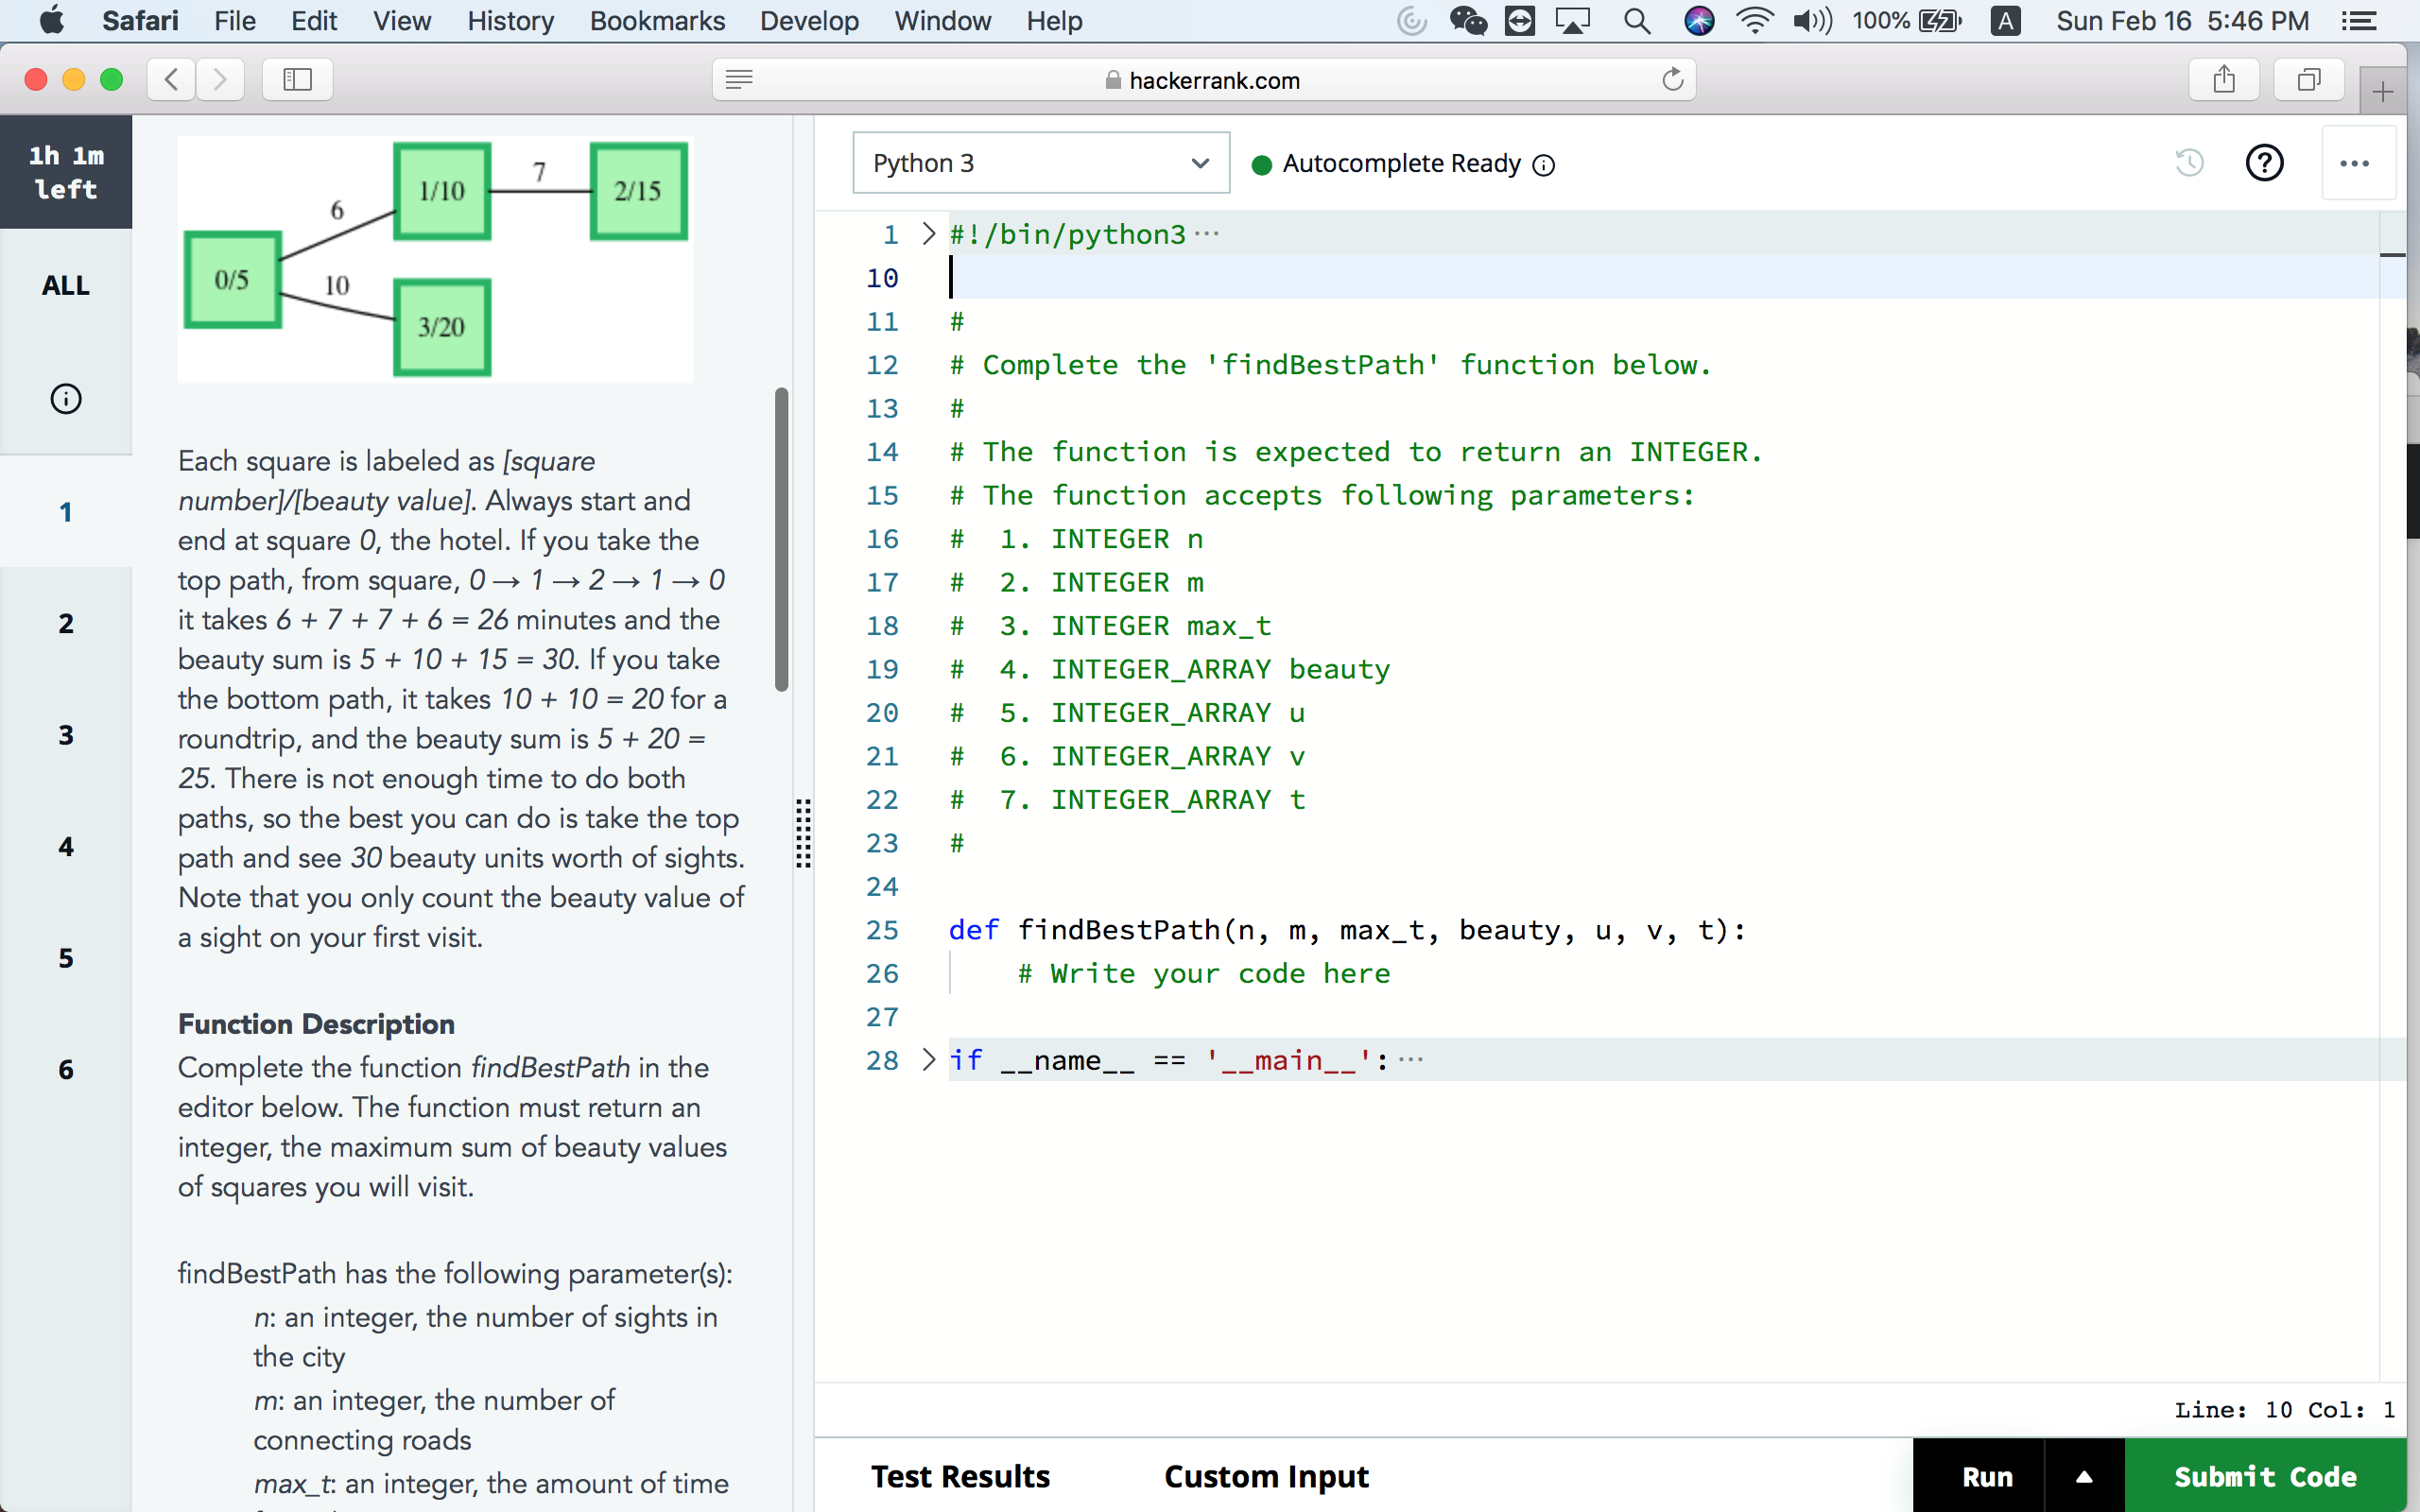 Safari File Edit View History Bookmarks Develop Window Help 100% A Sun Feb 16 5:46 PM
hackerrank.com
1h 1m
left
ALL
1
2
3
4
5
6
1/10
7
2/15
6
0/5
10
3/20
Each square is labeled as [square
number]/[beauty value]. Always start and
end at square 0, the hotel. If you take the
top path, from square, 0 → 1 → 2 → 1 → 0
it takes 6 + 7 + 7 + 6 = 26 minutes and the
beauty sum is 5 + 10 + 15 = 30. If you take
the bottom path, it takes 10 + 10 = 20 for a
roundtrip, and the beauty sum is 5 + 20 =
25. There is not enough time to do both
paths, so the best you can do is take the top
path and see 30 beauty units worth of sights.
Note that you only count the beauty value of
a sight on your first visit.
Function Description
Complete the function findBestPath in the
editor below. The function must return an
integer, the maximum sum of beauty values
of squares you will visit.
findBestPath has the following parameter(s):
n: an integer, the number of sights in
the city
m: an integer, the number of
connecting roads
max_t: an integer, the amount of time
Python 3
Autocomplete Ready
1 #!/bin/python3 ···
10
11 #
12 # Complete the 'findBestPath' function below.
13 #
14 # The function is expected to return an INTEGER.
15 # The function accepts following parameters:
16 # 1. INTEGER n
17 # 2. INTEGER m
18 # 3. INTEGER max_t
19 # 4. INTEGER_ARRAY beauty
20 # 5. INTEGER_ARRAY u
21 # 6. INTEGER_ARRAY v
22 # 7. INTEGER_ARRAY t
23 #
24
25 def findBestPath(n, m, max_t, beauty, u, v, t):
26 # Write your code here
27
28 if __name__ == '__main__': ···
Line: 10 Col: 1
Test Results Custom Input Run Submit Code